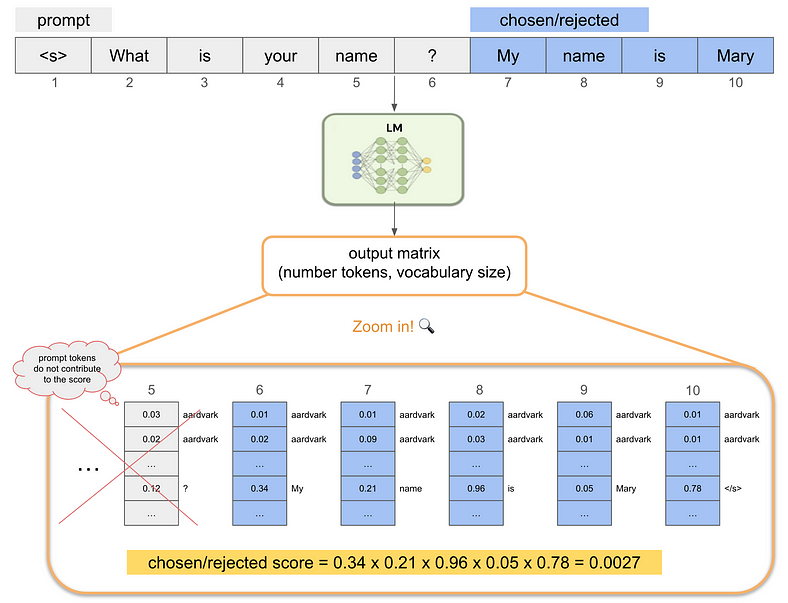 prompt
chosen/rejected
<s> What is your name ? My name is Mary
1 2 3 4 5 6 7 8 9 10
LM
output matrix
(number tokens, vocabulary size)
Zoom in! 🔍
prompt tokens
do not contribute
to the score
5 6 7 8 9 10
0.03 aardvark 0.01 aardvark 0.01 aardvark 0.02 aardvark 0.06 aardvark 0.01 aardvark
0.02 aardvark 0.02 aardvark 0.09 aardvark 0.03 aardvark 0.01 aardvark 0.01 aardvark
... ... ... ... ... ... ...
0.12 ? 0.34 My 0.21 name 0.96 is 0.05 Mary 0.78 </s>
... ... ... ... ... ...
chosen/rejected score = 0.34 x 0.21 x 0.96 x 0.05 x 0.78 = 0.0027